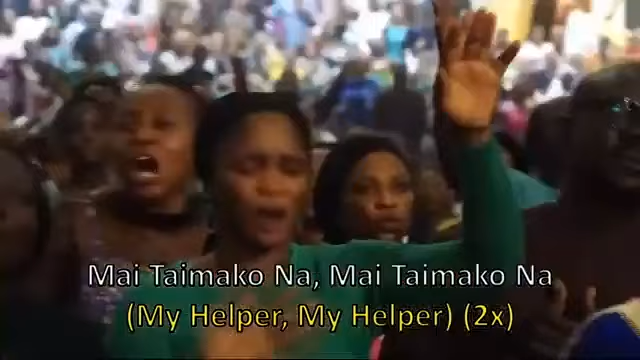 Mai Taimako Na, Mai Taimako Na
(My Helper, My Helper) (2x)